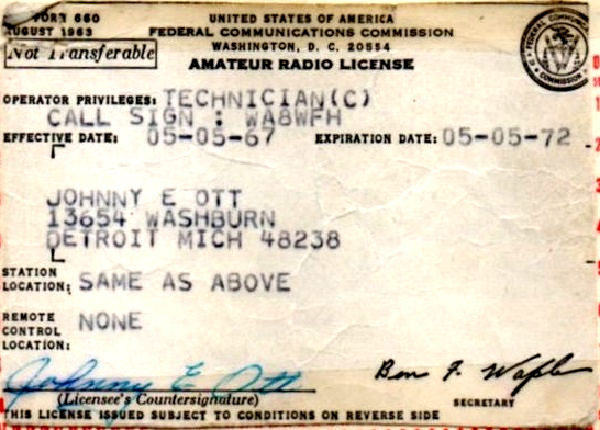 FORM 660
AUGUST 1963
Not Transferable
UNITED STATES OF AMERICA
FEDERAL COMMUNICATIONS COMMISSION
WASHINGTON, D. C. 20554
AMATEUR RADIO LICENSE
OPERATOR PRIVILEGES: TECHNICIAN(C)
CALL SIGN : WA8WFH
EFFECTIVE DATE: 05-05-67 EXPIRATION DATE: 05-05-72
JOHNNY E OTT
13654 WASHBURN
DETROIT MICH 48238
STATION
LOCATION: SAME AS ABOVE
REMOTE
CONTROL NONE
LOCATION:
Johnny E Ott
Ben F. Waple
(Licensee's Countersignature) SECRETARY
THIS LICENSE ISSUED SUBJECT TO CONDITIONS ON REVERSE SIDE